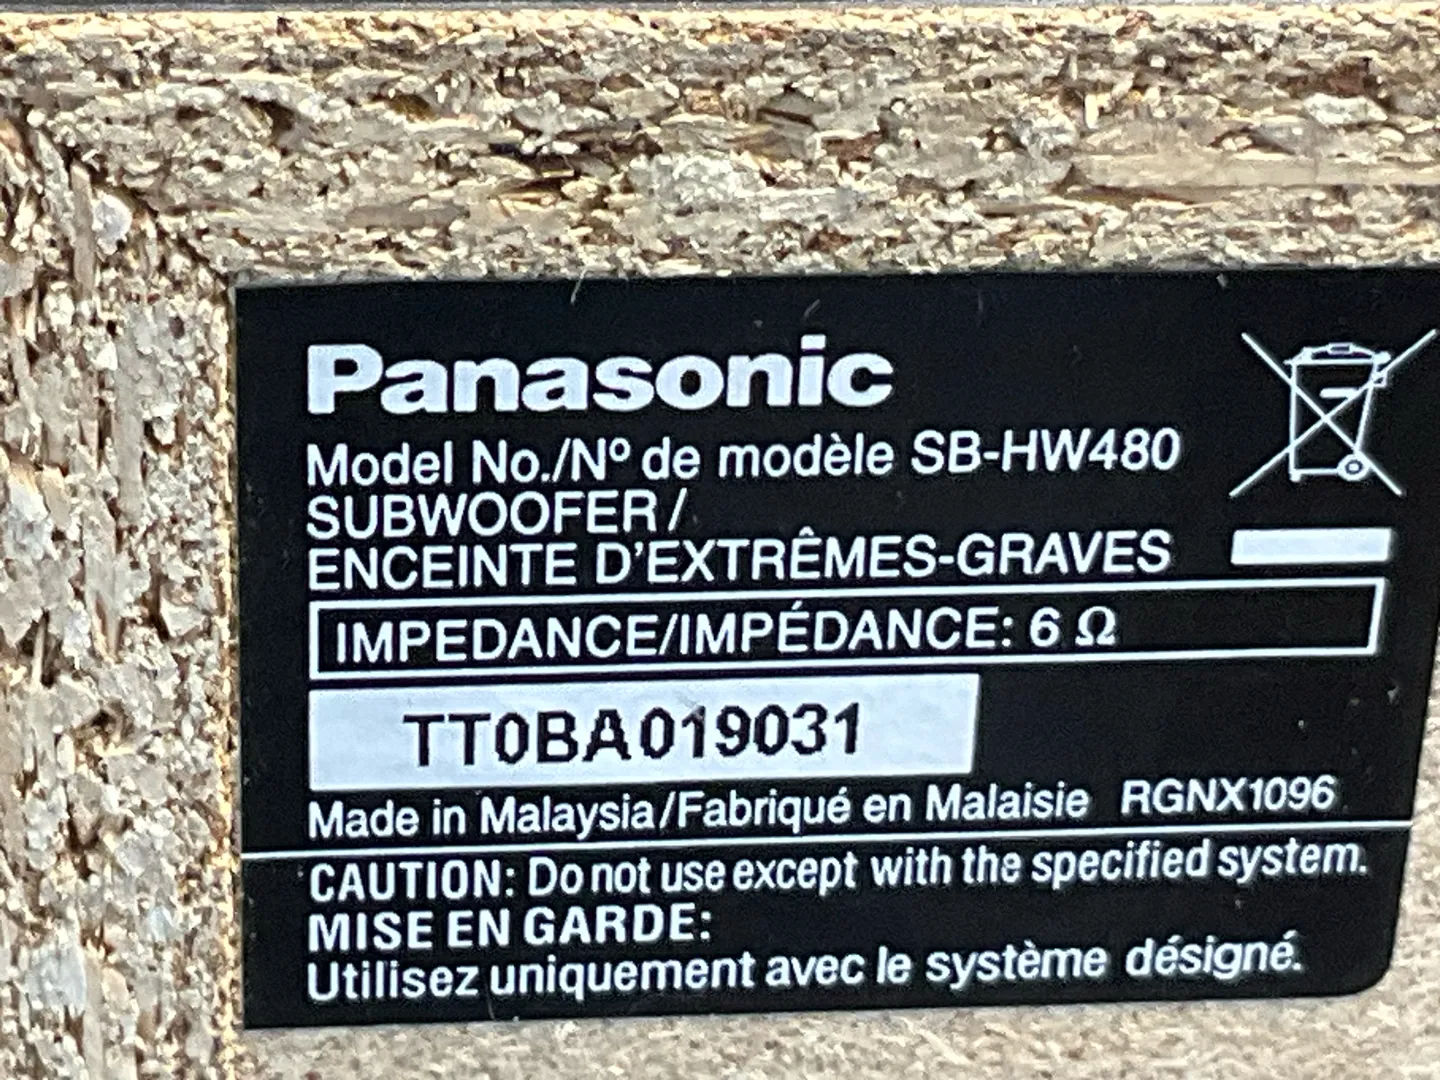 Panasonic
Model No./Nº de modèle SB-HW480
SUBWOOFER/
ENCEINTE D'EXTRÊMES-GRAVES
IMPEDANCE/IMPÉDANCE: 6 Ω
TT0BA019031
Made in Malaysia/Fabriqué en Malaisie RGNX1096
CAUTION: Do not use except with the specified system.
MISE EN GARDE:
Utilisez uniquement avec le système désigné.